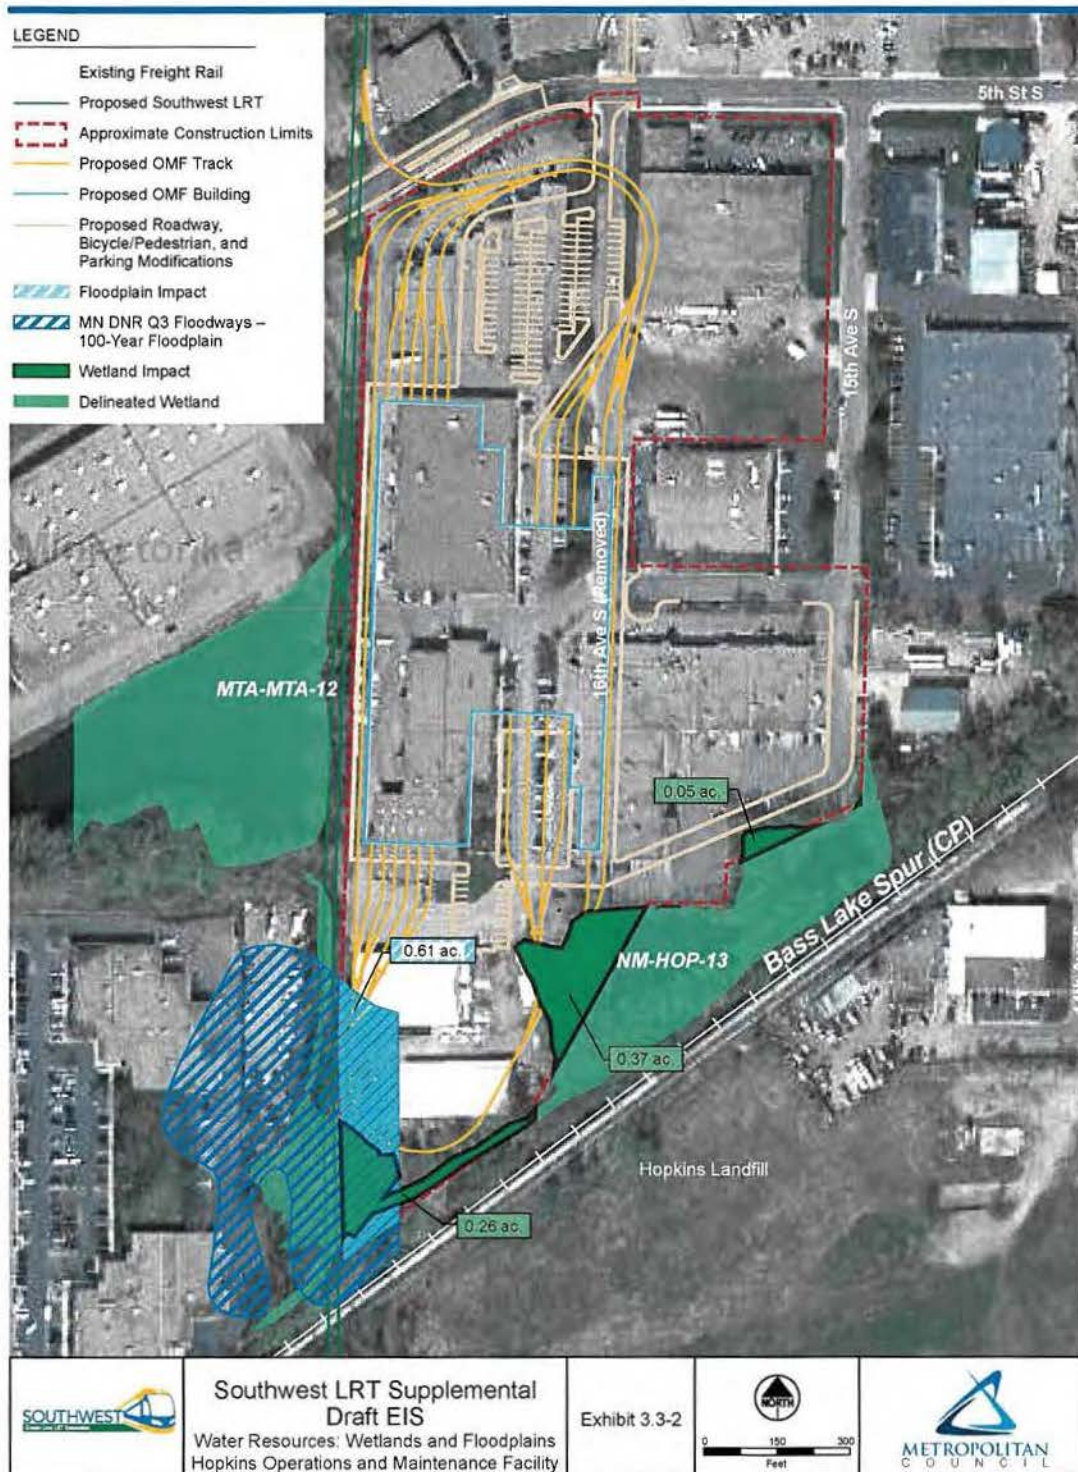 LEGEND
Existing Freight Rail
Proposed Southwest LRT
Approximate Construction Limits
Proposed OMF Track
Proposed OMF Building
Proposed Roadway,
Bicycle/Pedestrian, and
Parking Modifications
Floodplain Impact
MN DNR Q3 Floodways –
100-Year Floodplain
Wetland Impact
Delineated Wetland
5th St S
15th Ave S
16th Ave S (Removed)
MTA-MTA-12
0.05 ac.
Bass Lake Spur (CP)
0.61 ac.
NM-HOP-13
0.37 ac.
Hopkins Landfill
0.26 ac.
SOUTHWEST
Southwest LRT Supplemental
Draft EIS
Water Resources: Wetlands and Floodplains
Hopkins Operations and Maintenance Facility
Exhibit 3.3-2
NORTH
0 150 300
Feet
METROPOLITAN
COUNCIL